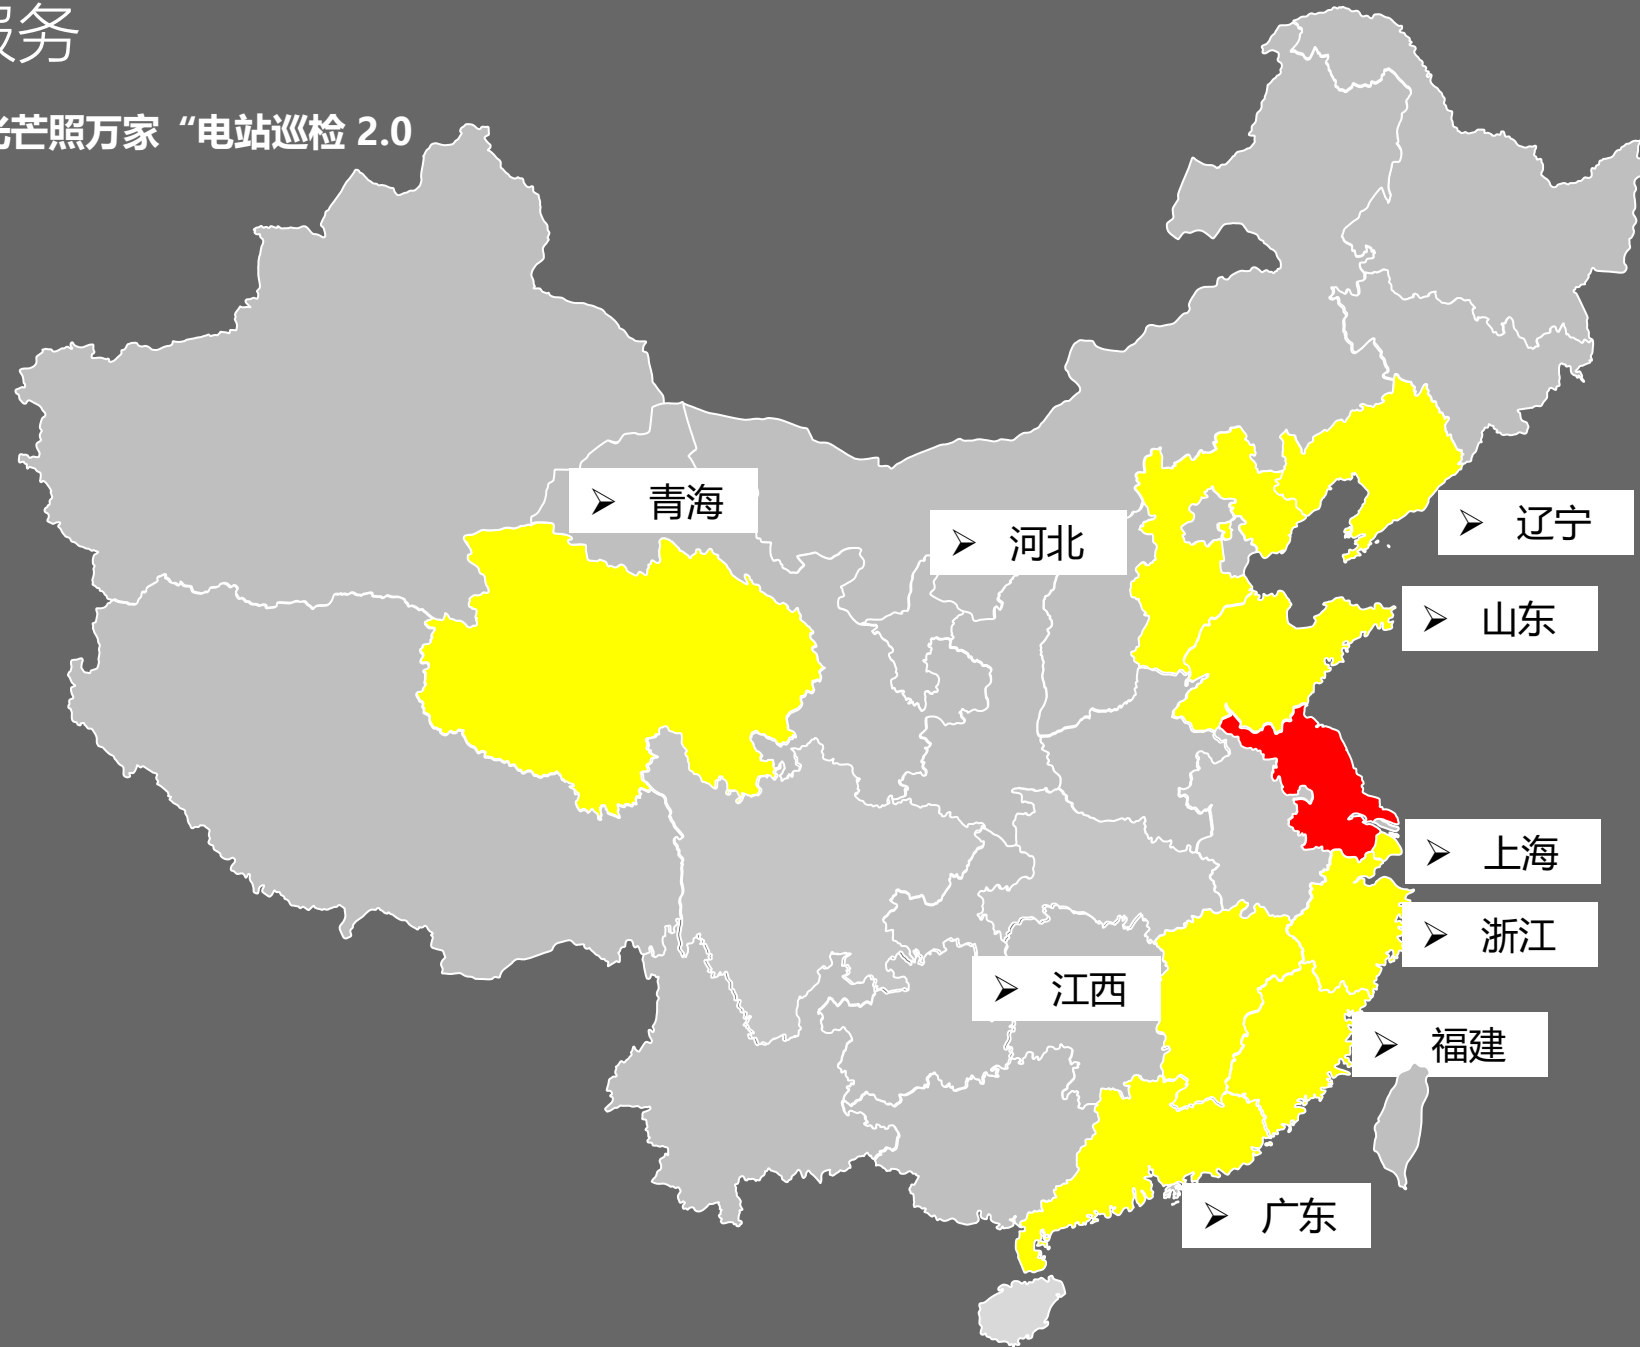 服务
光芒照万家“电站巡检 2.0
➢ 青海
➢ 河北
➢ 辽宁
➢ 山东
➢ 上海
➢ 浙江
➢ 江西
➢ 福建
➢ 广东